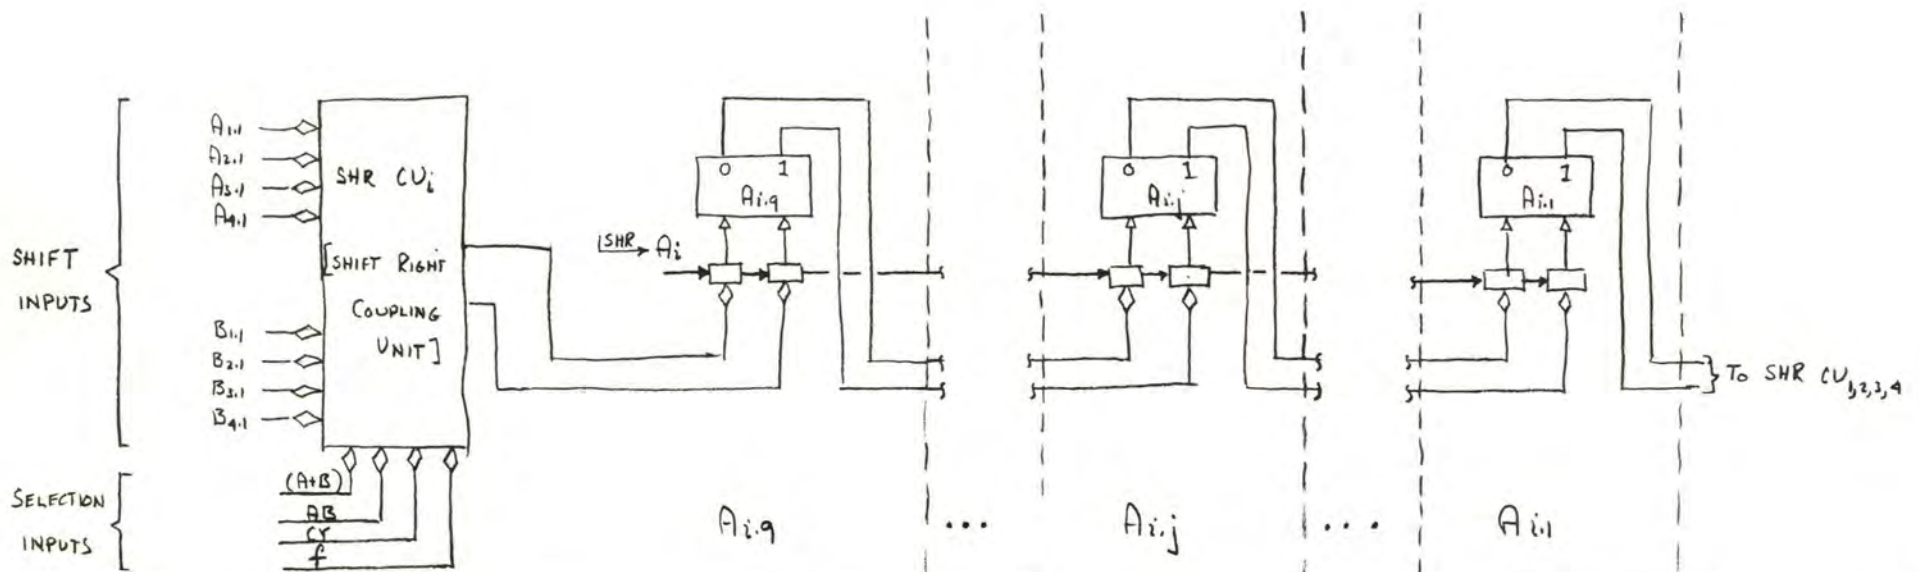 SHIFT
INPUTS
A1.1
A2.1
A3.1
A4.1
B1.1
B2.1
B3.1
B4.1
SHR CUi
[SHIFT RIGHT
COUPLING
UNIT]
SELECTION
INPUTS
(A+B)
AB
CY
f
|SHR→ Ai
0 1
Ai.9
0 1
Ai.j
0 1
Ai.1
} TO SHR CU1,2,3,4
Ai.9 ... Ai.j ... Ai.1